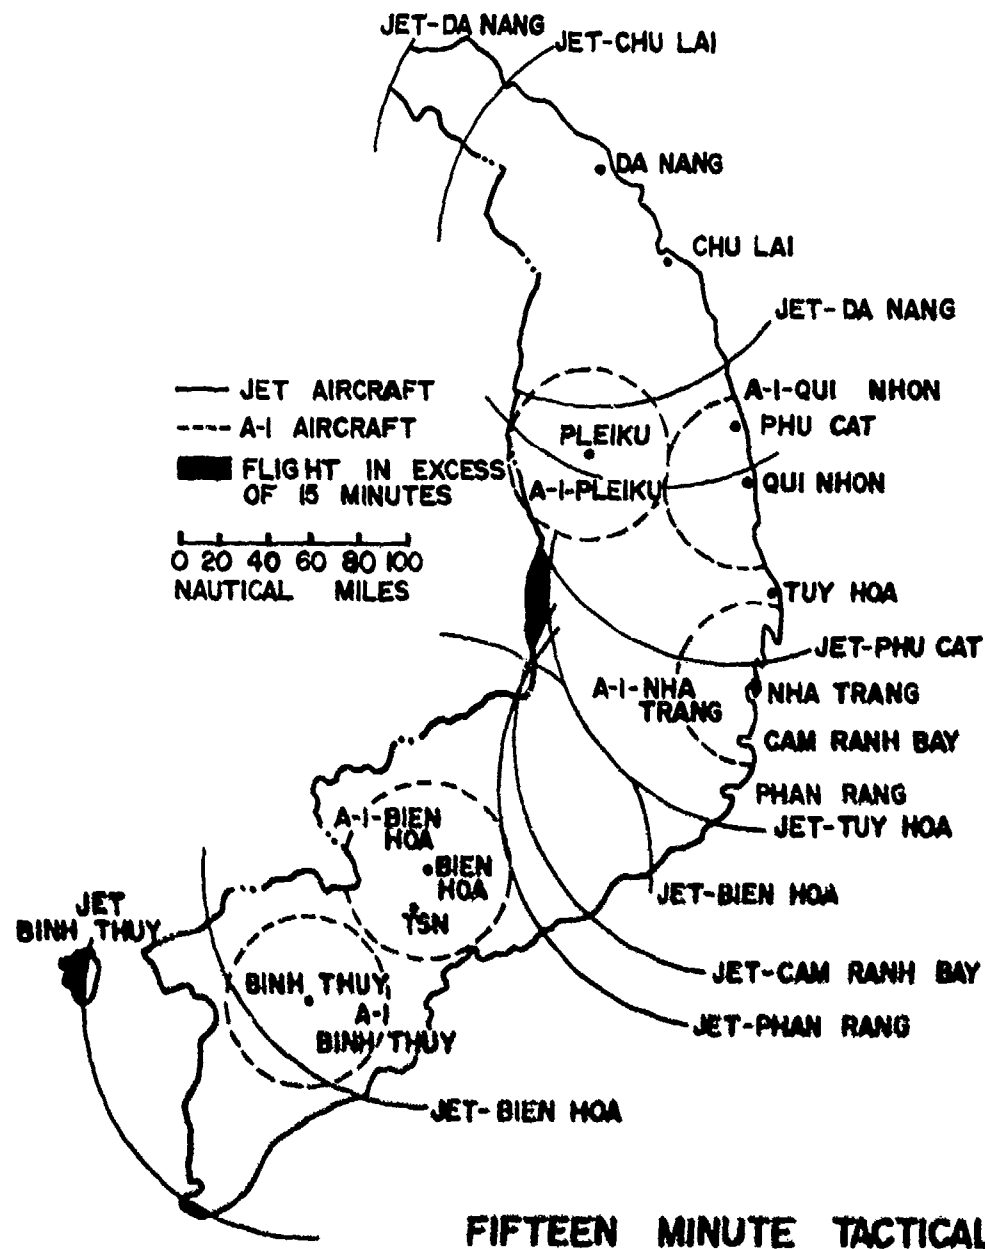 JET-DA NANG
JET-CHU LAI
DA NANG
CHU LAI
JET-DA NANG
JET AIRCRAFT
A-I AIRCRAFT
FLIGHT IN EXCESS
OF 15 MINUTES
0 20 40 60 80 100
NAUTICAL MILES
A-I-QUI NHON
PHU CAT
PLEIKU
A-I-PLEIKU
QUI NHON
TUY HOA
JET-PHU CAT
A-I-NHA
TRANG
NHA TRANG
CAM RANH BAY
PHAN RANG
JET-TUY HOA
A-I-BIEN
HOA
BIEN
HOA
TSN
JET-BIEN HOA
JET
BINH THUY
JET-CAM RANH BAY
BINH THUY
A-I
BINH THUY
JET-PHAN RANG
JET-BIEN HOA
FIFTEEN MINUTE TACTICAL